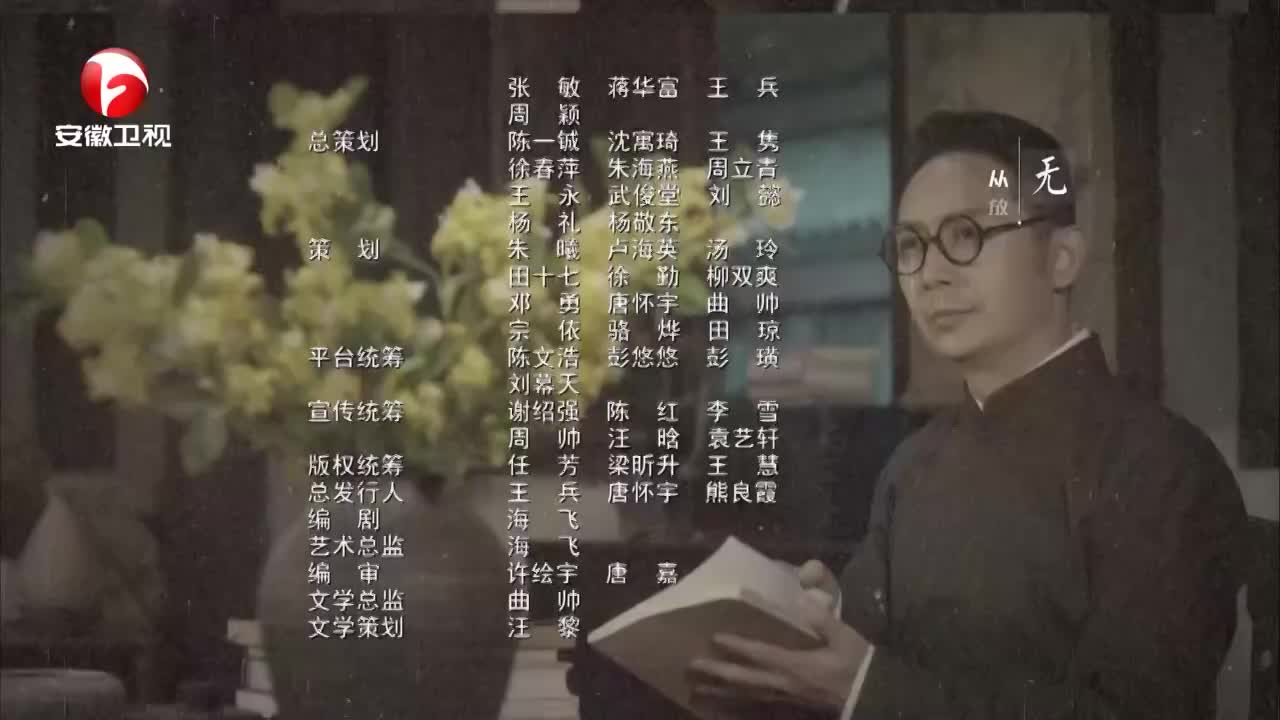 安徽卫视
张 敏 蒋华富 王 兵
周 颖
总策划 陈一铖 沈寓琦 王 隽
徐春萍 朱海燕 周立青
王 永 武俊堂 刘 懿
杨 礼 杨敬东
策 划 朱 曦 卢海英 汤 玲
田十七 徐 勤 柳双爽
邓 勇 唐怀宇 曲 帅
宗 依 骆 烨 田 琼
平台统筹 陈文浩 彭悠悠 彭 璜
刘幕天
宣传统筹 谢绍强 陈 红 李 雪
周 帅 汪 晗 袁艺轩
版权统筹 任 芳 梁昕升 王 慧
总发行人 王 兵 唐怀宇 熊良霞
编 剧 海 飞
艺术总监 海 飞
编 审 许绘宇 唐 嘉
文学总监 曲 帅
文学策划 汪 黎
无
从
放